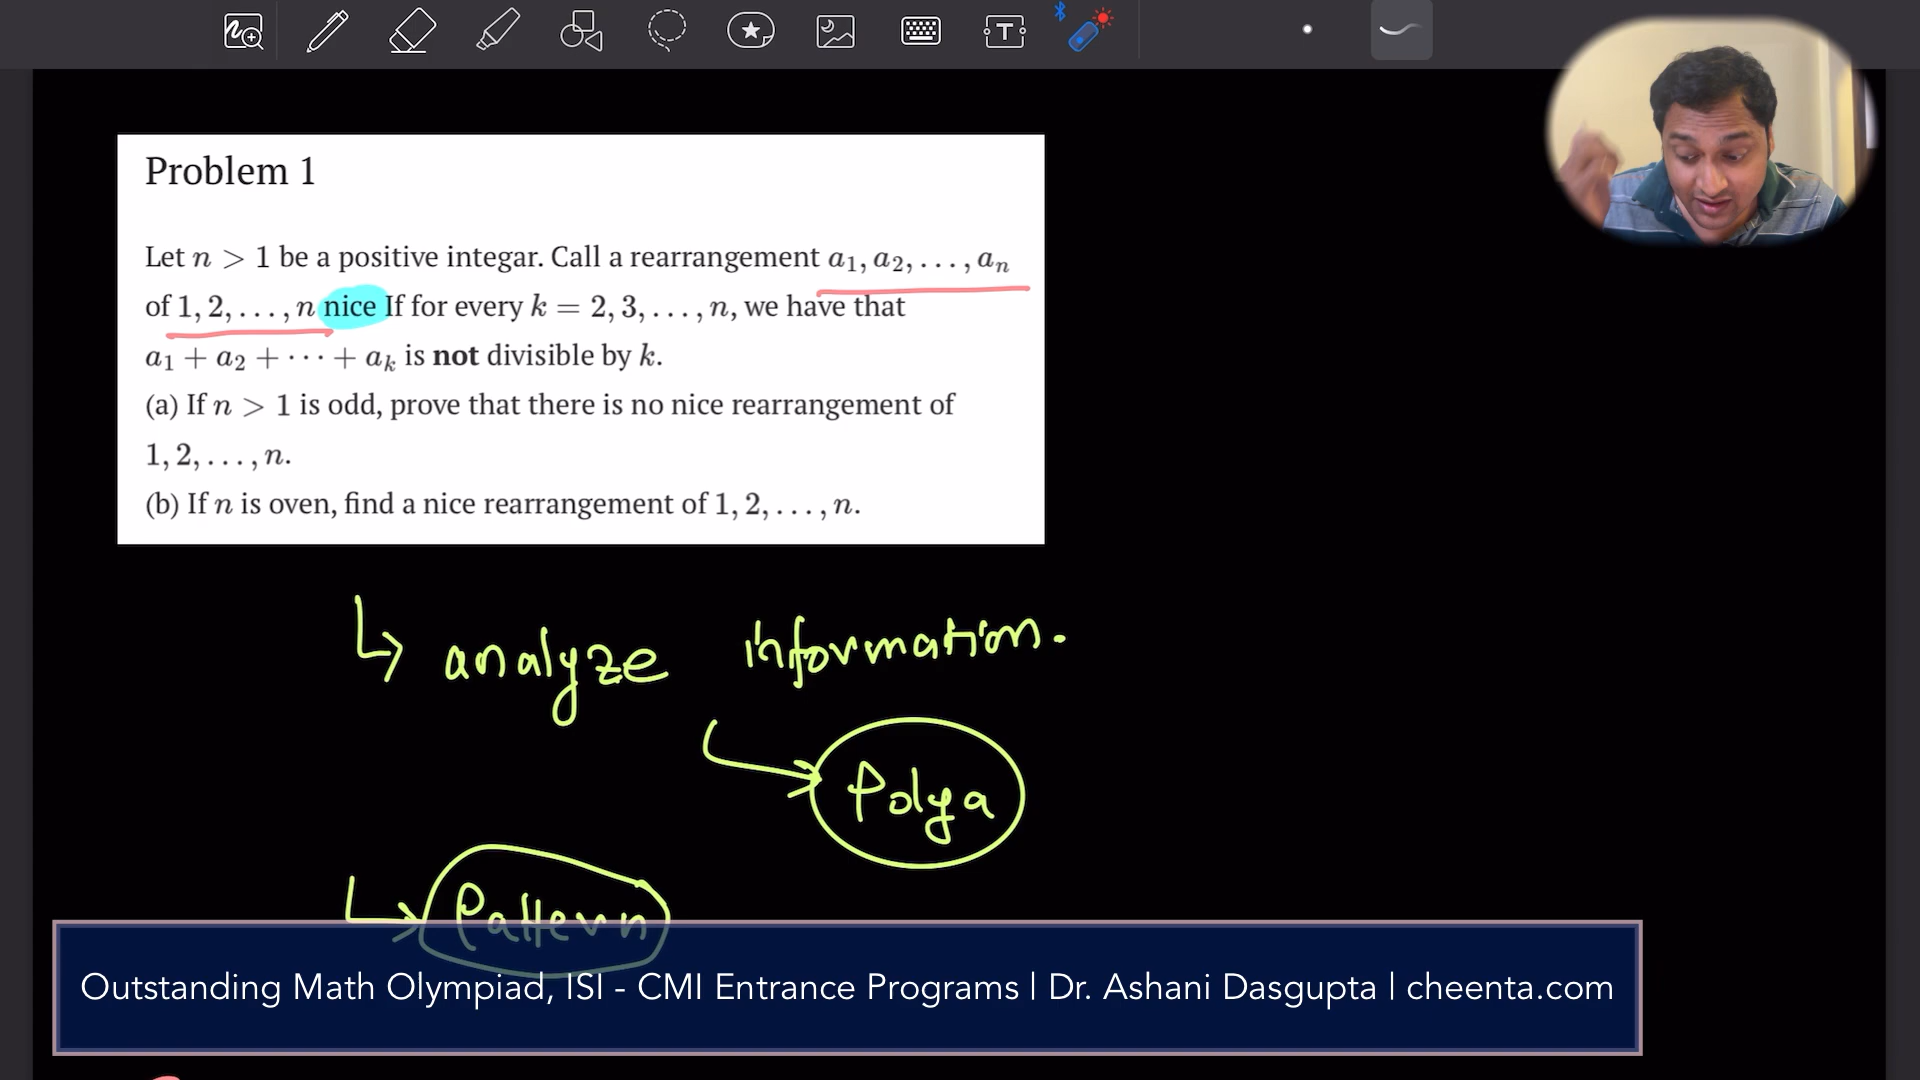 Problem 1
Let n > 1 be a positive integar. Call a rearrangement a₁, a₂, . . . , aₙ
of 1, 2, . . . , n nice If for every k = 2, 3, . . . , n, we have that
a₁ + a₂ + · · · + aₖ is not divisible by k.
(a) If n > 1 is odd, prove that there is no nice rearrangement of
1, 2, . . . , n.
(b) If n is oven, find a nice rearrangement of 1, 2, . . . , n.
analyze information.
Polya
Pattern
Outstanding Math Olympiad, ISI - CMI Entrance Programs | Dr. Ashani Dasgupta | cheenta.com